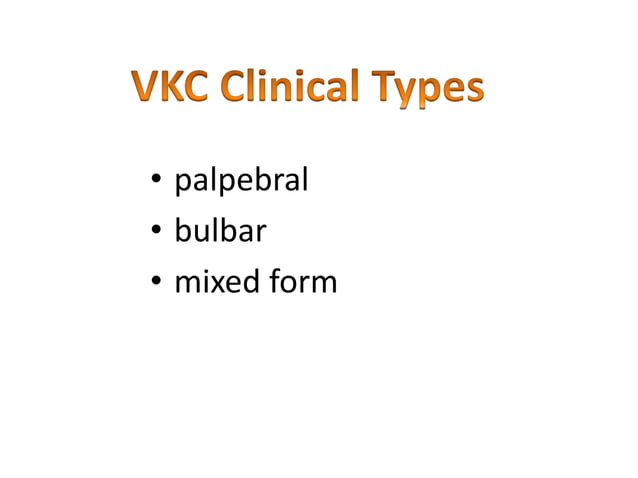 VKC Clinical Types
• palpebral
• bulbar
• mixed form